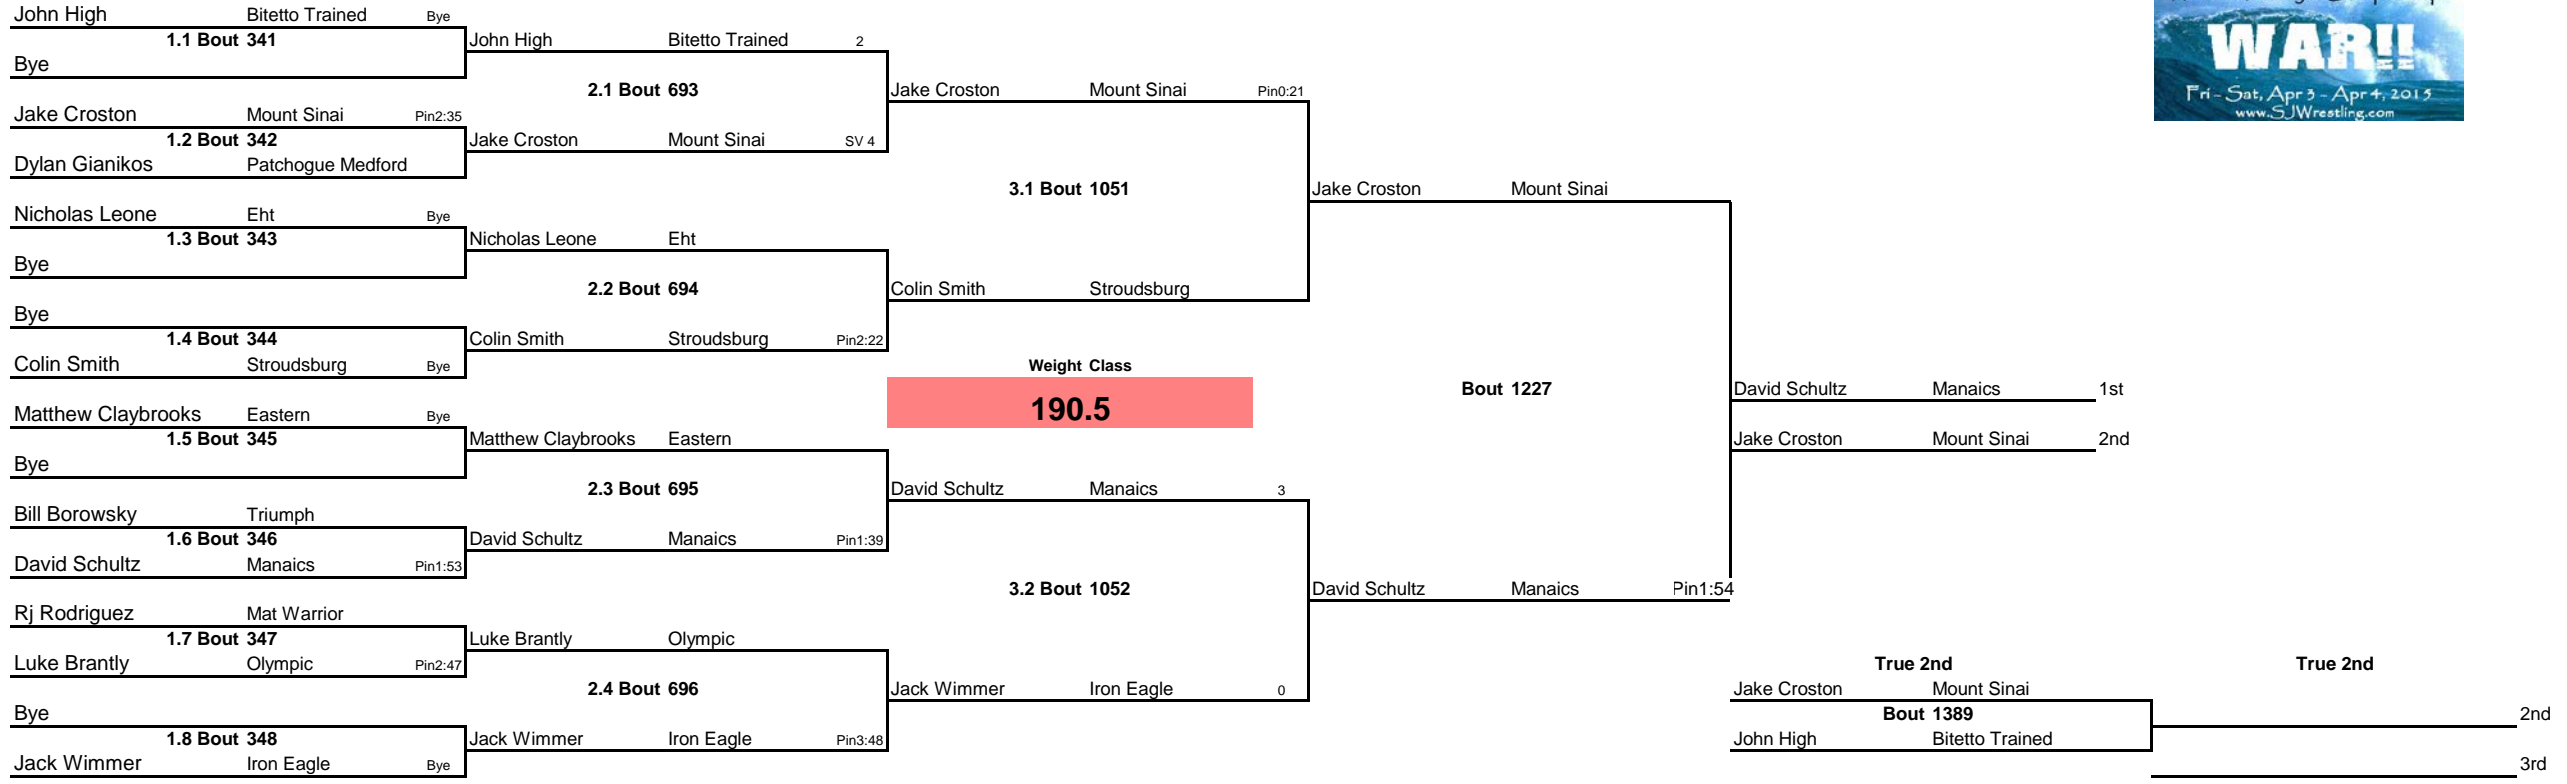 John High Bitetto Trained Bye
1.1 Bout 341
Bye
Jake Croston Mount Sinai Pin2:35
1.2 Bout 342
Dylan Gianikos Patchogue Medford
Nicholas Leone Eht Bye
1.3 Bout 343
Bye
Bye
1.4 Bout 344
Colin Smith Stroudsburg Bye
Matthew Claybrooks Eastern Bye
1.5 Bout 345
Bye
Bill Borowsky Triumph
1.6 Bout 346
David Schultz Manaics Pin1:53
Rj Rodriguez Mat Warrior
1.7 Bout 347
Luke Brantly Olympic Pin2:47
Bye
1.8 Bout 348
Jack Wimmer Iron Eagle Bye
John High Bitetto Trained 2
2.1 Bout 693
Jake Croston Mount Sinai SV 4
Nicholas Leone Eht
2.2 Bout 694
Colin Smith Stroudsburg Pin2:22
Matthew Claybrooks Eastern
2.3 Bout 695
David Schultz Manaics Pin1:39
Luke Brantly Olympic
2.4 Bout 696
Jack Wimmer Iron Eagle Pin3:48
Jake Croston Mount Sinai Pin0:21
3.1 Bout 1051
Colin Smith Stroudsburg
Weight Class
190.5
David Schultz Manaics 3
3.2 Bout 1052
Jack Wimmer Iron Eagle 0
Jake Croston Mount Sinai
Bout 1227
David Schultz Manaics Pin1:54
David Schultz Manaics 1st
Jake Croston Mount Sinai 2nd
True 2nd True 2nd
Jake Croston Mount Sinai
Bout 1389
John High Bitetto Trained
2nd
3rd
WAR!!
Fri - Sat, Apr 3 - Apr 4, 2015
www.SJWrestling.com